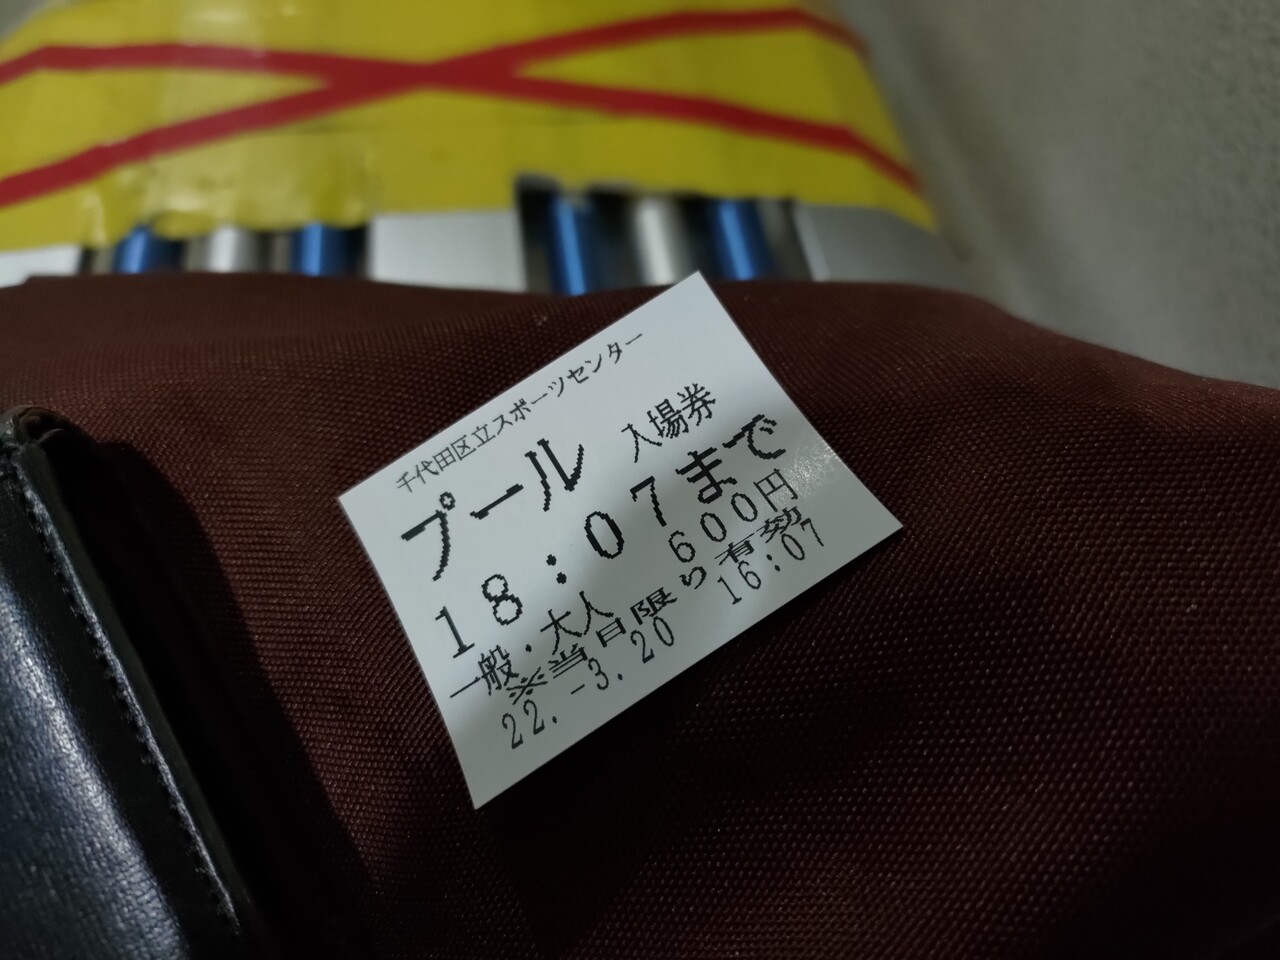 千代田区立スポーツセンター
プール 入場券
18:07まで
一般・大人 600円
※当日限り有効
22.-3.20 16:07